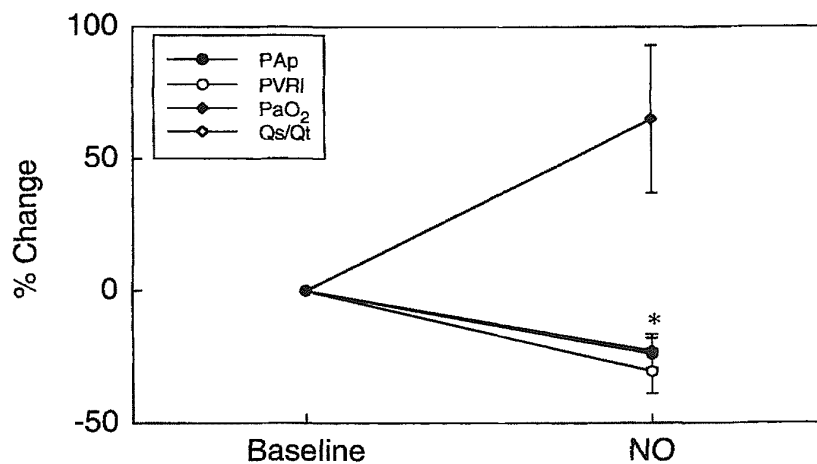 100
PAp
PVRI
PaO₂
Qs/Qt
50
% Change
0
*
-50
Baseline NO